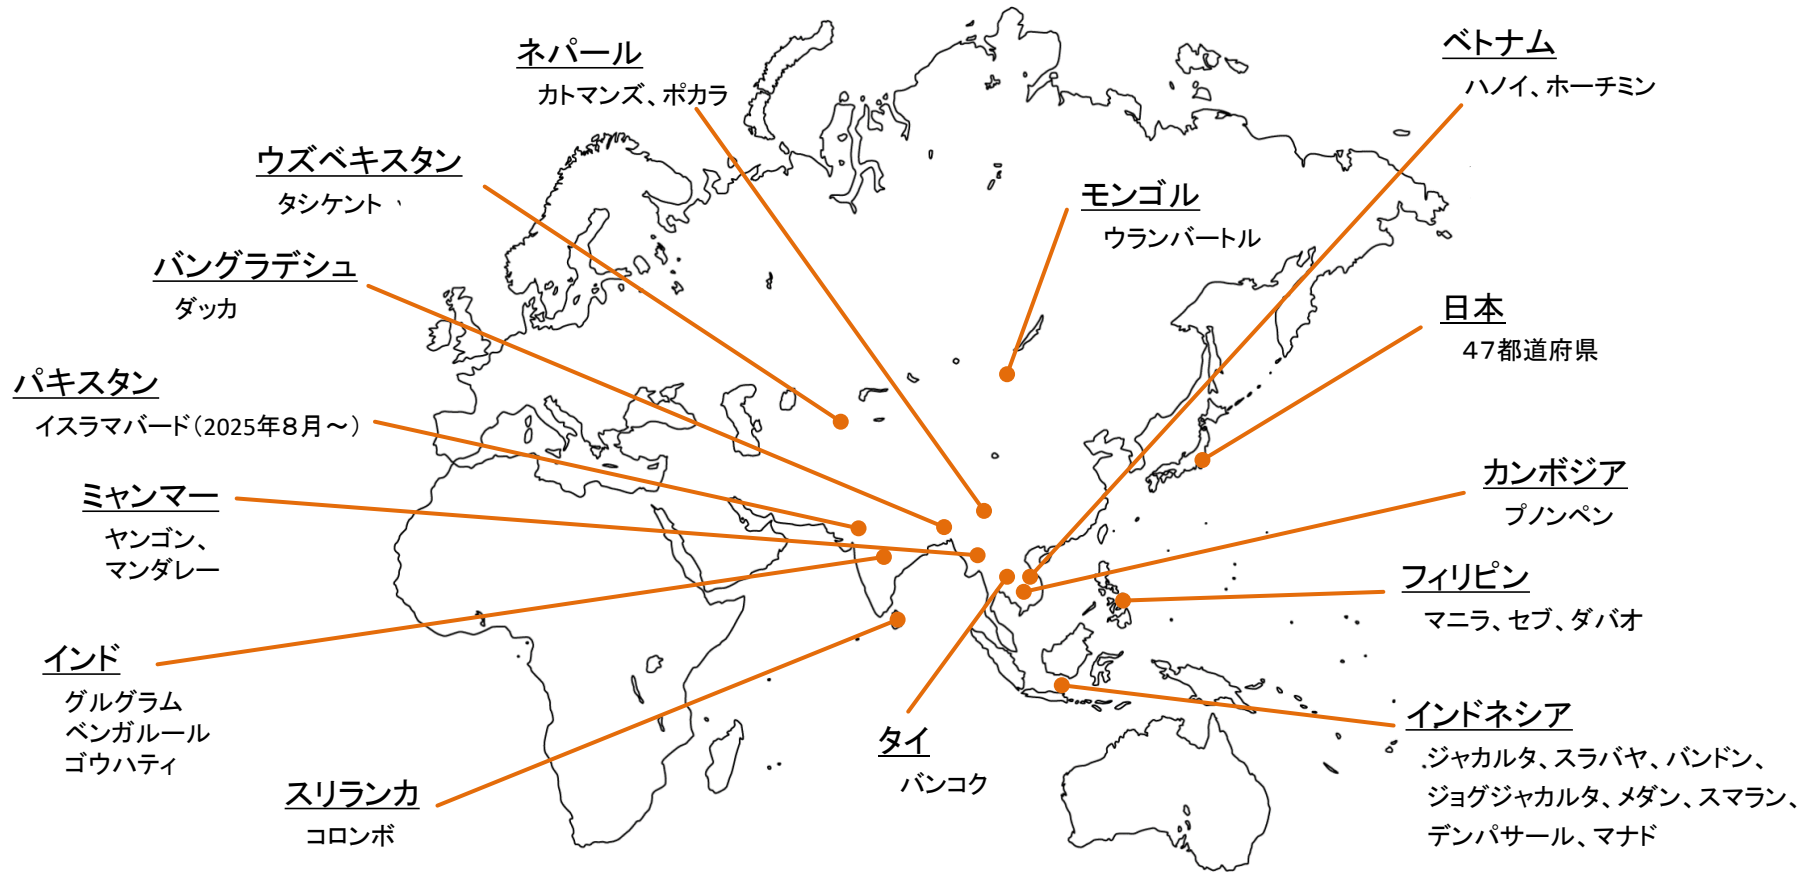 ネパール
カトマンズ、ポカラ
ベトナム
ハノイ、ホーチミン
ウズベキスタン
タシケント
モンゴル
ウランバートル
バングラデシュ
ダッカ
日本
47都道府県
パキスタン
イスラマバード（2025年8月～）
ミャンマー
ヤンゴン、
マンダレー
カンボジア
プノンペン
フィリピン
マニラ、セブ、ダバオ
インド
グルグラム
ベンガルール
ゴウハティ
タイ
バンコク
インドネシア
ジャカルタ、スラバヤ、バンドン、
ジョグジャカルタ、メダン、スマラン、
デンパサール、マナド
スリランカ
コロンボ